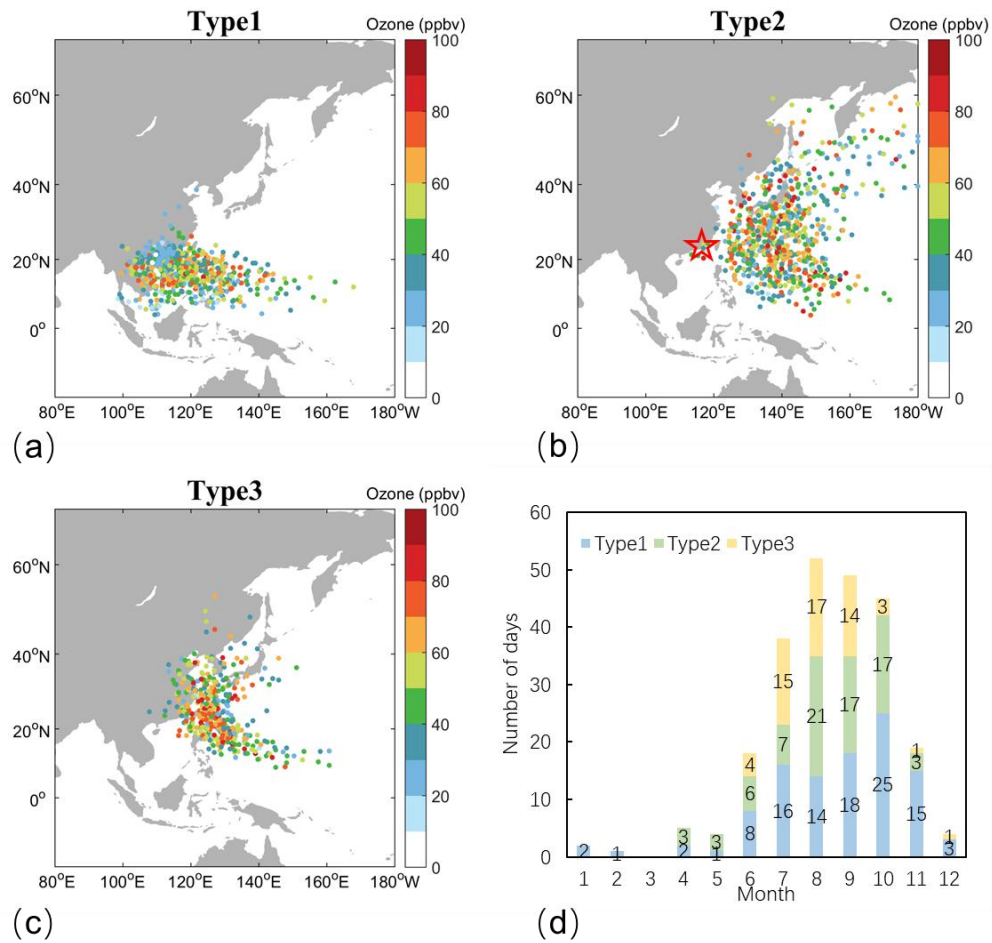 Type1
Ozone (ppbv)
100
80
60
40
20
0
60°N
40°N
20°N
0°
80°E
100°E
120°E
140°E
160°E
180°W
(a)
Type2
Ozone (ppbv)
100
80
60
40
20
0
60°N
40°N
20°N
0°
80°E
100°E
120°E
140°E
160°E
180°W
(b)
Type3
Ozone (ppbv)
100
80
60
40
20
0
60°N
40°N
20°N
0°
80°E
100°E
120°E
140°E
160°E
180°W
(c)
Type1 Type2 Type3
Number of days
60
50
40
30
20
10
0
2
1
3
2
3
1
4
6
8
15
7
16
17
21
14
14
17
18
3
17
25
1
3
15
1
3
1 2 3 4 5 6 7 8 9 10 11 12
Month
(d)